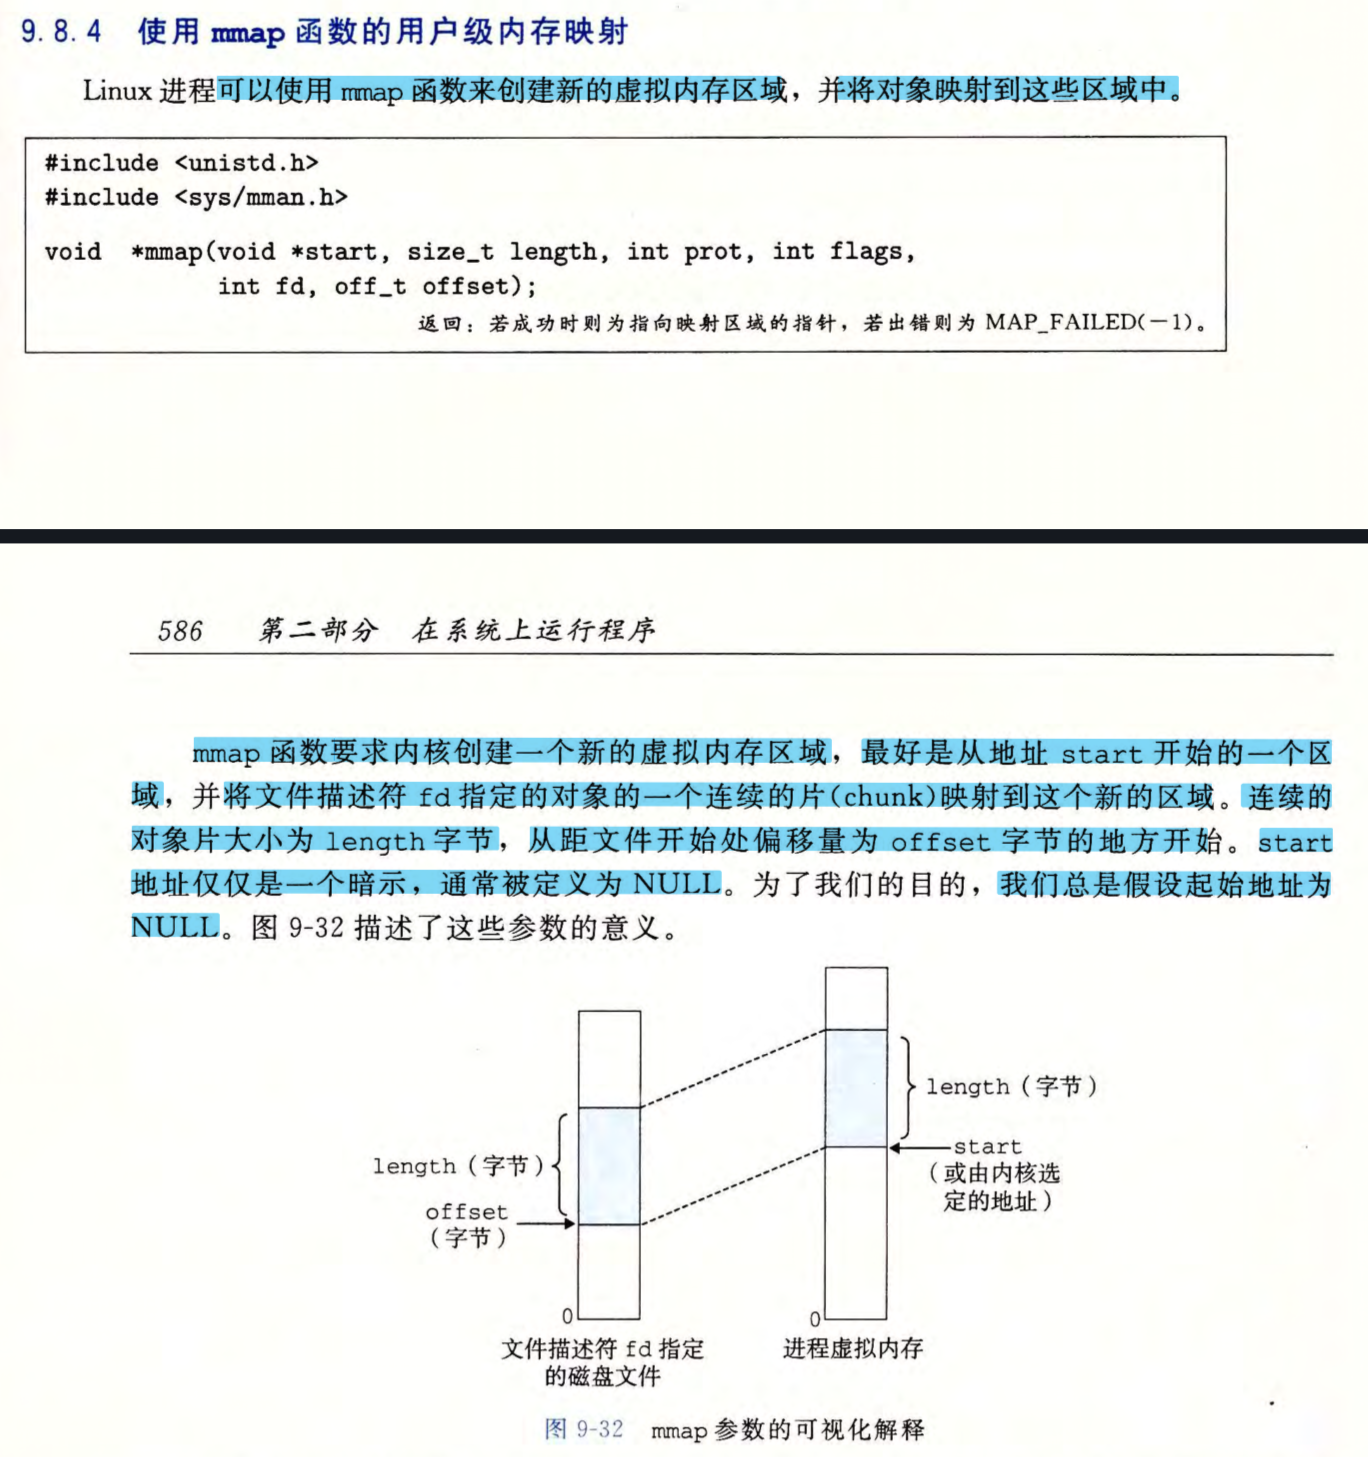 9.8.4 使用 mmap 函数的用户级内存映射
Linux 进程可以使用 mmap 函数来创建新的虚拟内存区域，并将对象映射到这些区域中。
#include <unistd.h>
#include <sys/mman.h>
void *mmap(void *start, size_t length, int prot, int flags,
int fd, off_t offset);
返回：若成功时则为指向映射区域的指针，若出错则为 MAP_FAILED(－1)。
586 第二部分 在系统上运行程序
mmap 函数要求内核创建一个新的虚拟内存区域，最好是从地址 start 开始的一个区
域，并将文件描述符 fd 指定的对象的一个连续的片(chunk)映射到这个新的区域。连续的
对象片大小为 length 字节，从距文件开始处偏移量为 offset 字节的地方开始。start
地址仅仅是一个暗示，通常被定义为 NULL。为了我们的目的，我们总是假设起始地址为
NULL。图 9-32 描述了这些参数的意义。
length（字节）
offset
（字节）
0
文件描述符 fd 指定
的磁盘文件
length（字节）
start
（或由内核选
定的地址）
0
进程虚拟内存
图 9-32 mmap 参数的可视化解释